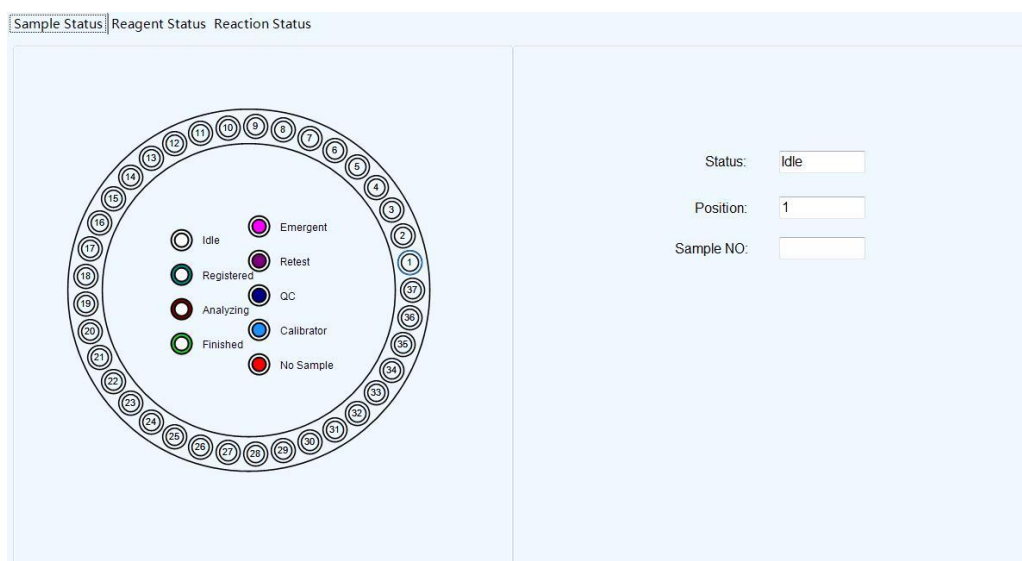 Sample Status Reagent Status Reaction Status
1
2
3
4
5
6
7
8
9
10
11
12
13
14
15
16
17
18
19
20
21
22
23
24
25
26
27
28
29
30
31
32
33
34
35
36
37
Idle
Registered
Analyzing
Finished
Emergent
Retest
QC
Calibrator
No Sample
Status: Idle
Position: 1
Sample NO: